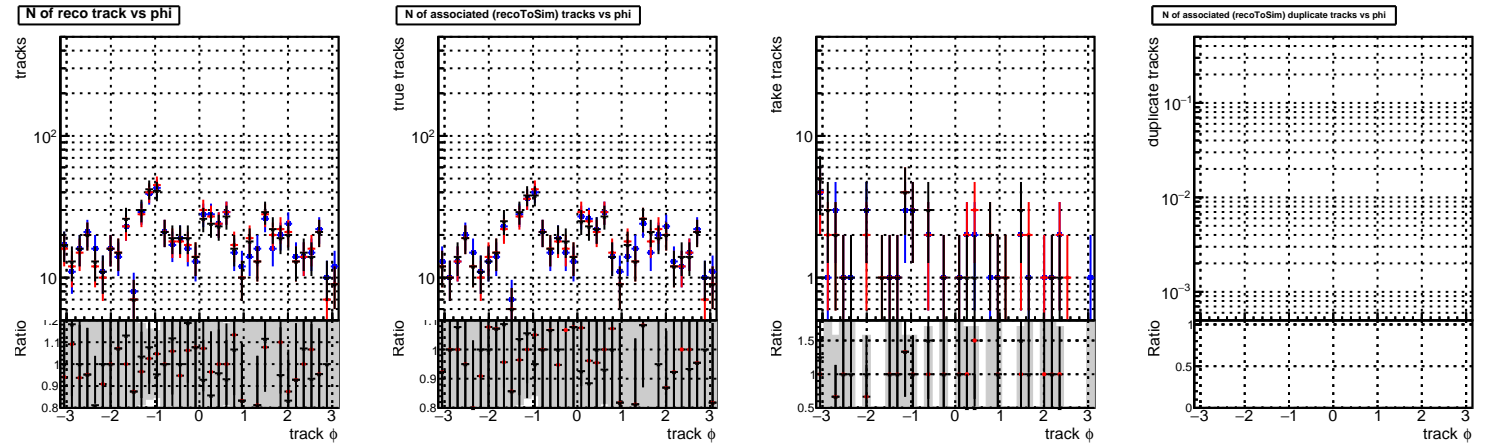 N of reco track vs phi
tracks
10²
10
Ratio
1.2
1.1
1
0.9
0.8
−3 −2 −1 0 1 2 3
track ϕ
N of associated (recoToSim) tracks vs phi
true tracks
10²
10
Ratio
1.1
1
0.9
0.8
−3 −2 −1 0 1 2 3
track ϕ
fake tracks
10
1
Ratio
1.5
1
0.5
−3 −2 −1 0 1 2 3
track ϕ
N of associated (recoToSim) duplicate tracks vs phi
duplicate tracks
10⁻¹
10⁻²
10⁻³
Ratio
1
0.5
0
−3 −2 −1 0 1 2 3
track ϕ